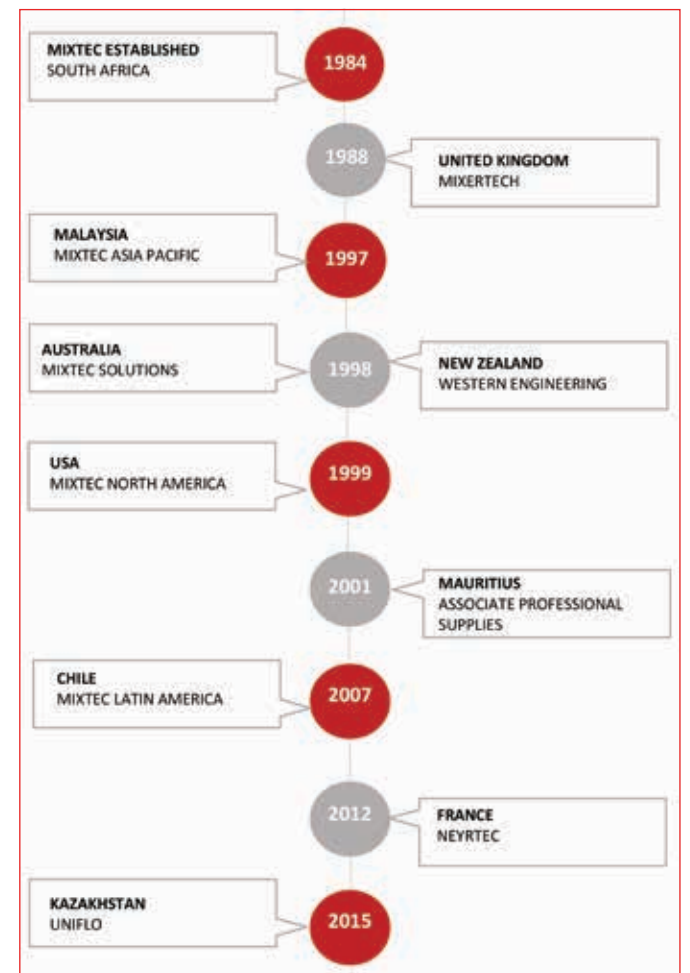 MIXTEC ESTABLISHED
SOUTH AFRICA
1984
1988
UNITED KINGDOM
MIXERTECH
MALAYSIA
MIXTEC ASIA PACIFIC
1997
AUSTRALIA
MIXTEC SOLUTIONS
1998
NEW ZEALAND
WESTERN ENGINEERING
USA
MIXTEC NORTH AMERICA
1999
2001
MAURITIUS
ASSOCIATE PROFESSIONAL
SUPPLIES
CHILE
MIXTEC LATIN AMERICA
2007
2012
FRANCE
NEYRTEC
KAZAKHSTAN
UNIFLO
2015